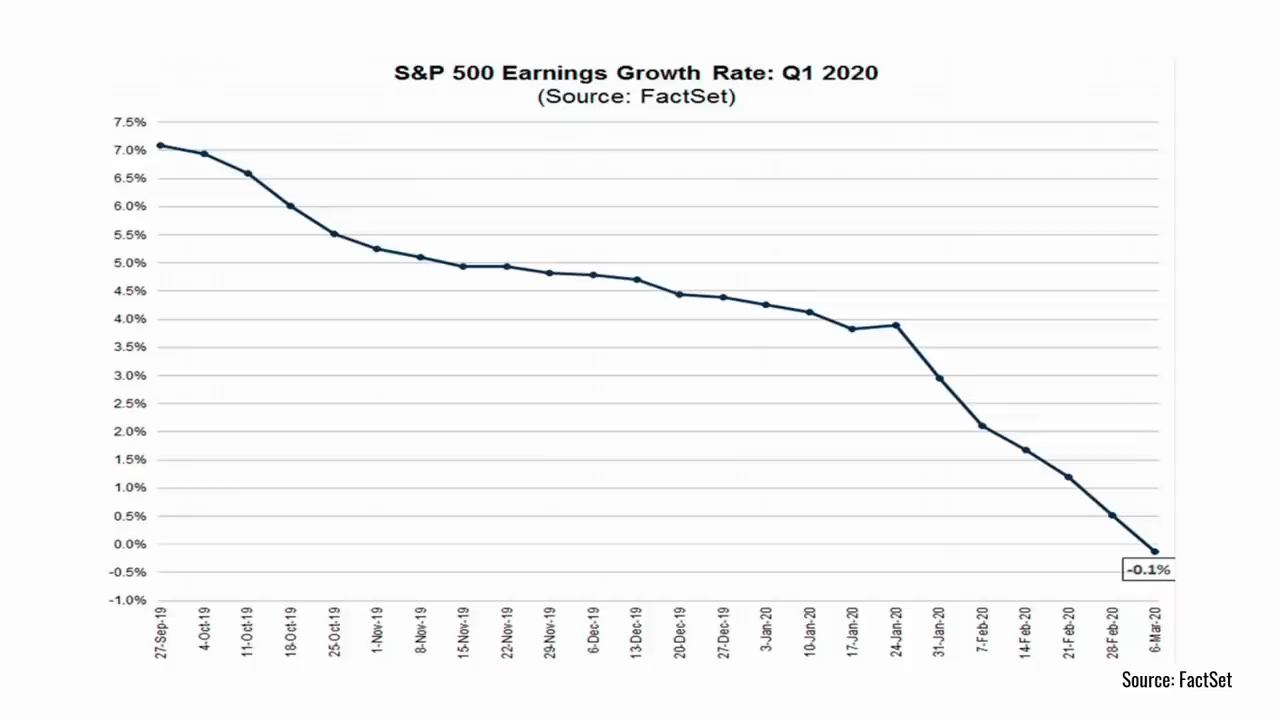 S&P 500 Earnings Growth Rate: Q1 2020
(Source: FactSet)
7.5%
7.0%
6.5%
6.0%
5.5%
5.0%
4.5%
4.0%
3.5%
3.0%
2.5%
2.0%
1.5%
1.0%
0.5%
0.0%
-0.5%
-1.0%
-0.1%
27-Sep-19
4-Oct-19
11-Oct-19
18-Oct-19
25-Oct-19
1-Nov-19
8-Nov-19
15-Nov-19
22-Nov-19
29-Nov-19
6-Dec-19
13-Dec-19
20-Dec-19
27-Dec-19
3-Jan-20
10-Jan-20
17-Jan-20
24-Jan-20
31-Jan-20
7-Feb-20
14-Feb-20
21-Feb-20
28-Feb-20
6-Mar-20
Source: FactSet